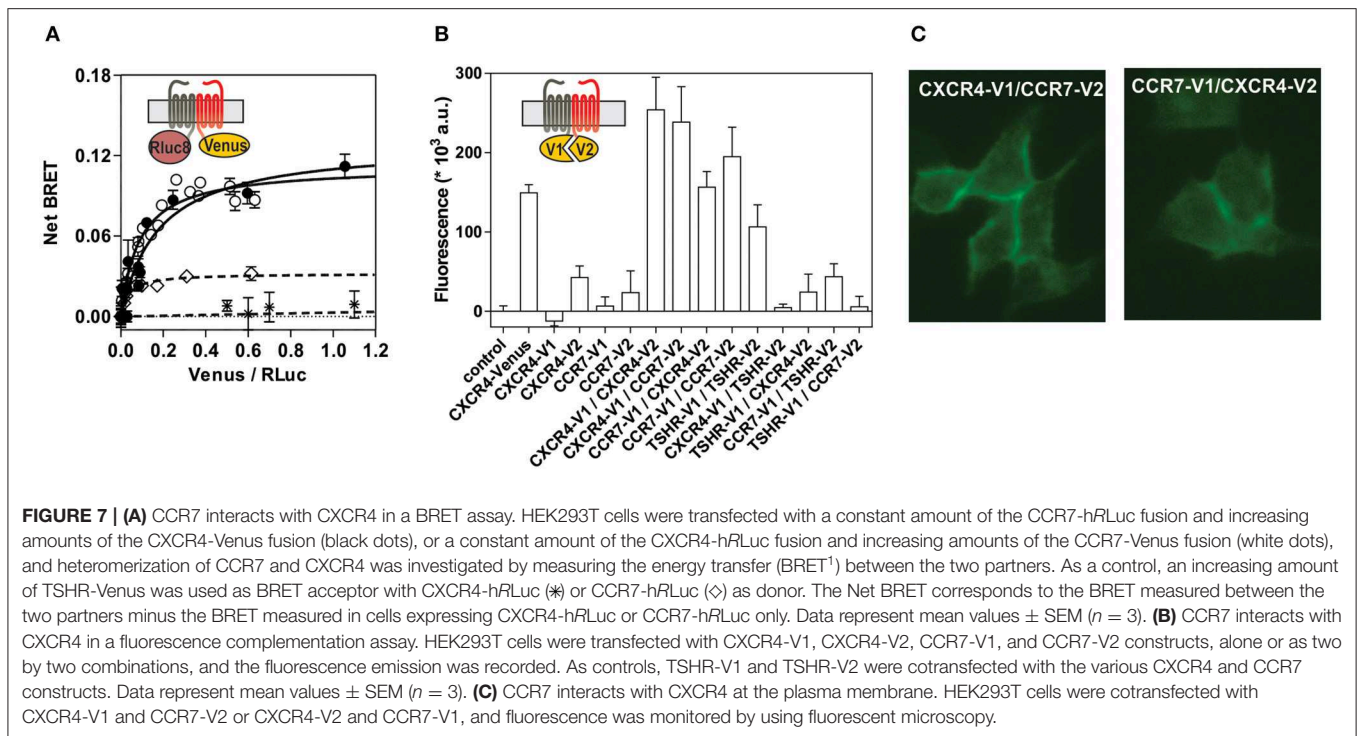 A
Net BRET
0.18
0.12
0.06
0.00
Rluc8
Venus
0.0 0.2 0.4 0.6 0.8 1.0 1.2
Venus / RLuc
B
Fluorescence (* 10³ a.u.)
300
200
100
0
V1 V2
control
CXCR4-Venus
CXCR4-V1
CXCR4-V2
CCR7-V1
CCR7-V2
CXCR4-V1 / CXCR4-V2
CXCR4-V1 / CCR7-V2
CCR7-V1 / CXCR4-V2
CCR7-V1 / CCR7-V2
TSHR-V1 / TSHR-V2
CXCR4-V1 / TSHR-V2
TSHR-V1 / CXCR4-V2
CCR7-V1 / TSHR-V2
TSHR-V1 / CCR7-V2
C
CXCR4-V1/CCR7-V2
CCR7-V1/CXCR4-V2
FIGURE 7 | (A) CCR7 interacts with CXCR4 in a BRET assay. HEK293T cells were transfected with a constant amount of the CCR7-hRLuc fusion and increasing
amounts of the CXCR4-Venus fusion (black dots), or a constant amount of the CXCR4-hRLuc fusion and increasing amounts of the CCR7-Venus fusion (white dots),
and heteromerization of CCR7 and CXCR4 was investigated by measuring the energy transfer (BRET¹) between the two partners. As a control, an increasing amount
of TSHR-Venus was used as BRET acceptor with CXCR4-hRLuc (⁎) or CCR7-hRLuc (◇) as donor. The Net BRET corresponds to the BRET measured between the
two partners minus the BRET measured in cells expressing CXCR4-hRLuc or CCR7-hRLuc only. Data represent mean values ± SEM (n = 3). (B) CCR7 interacts with
CXCR4 in a fluorescence complementation assay. HEK293T cells were transfected with CXCR4-V1, CXCR4-V2, CCR7-V1, and CCR7-V2 constructs, alone or as two
by two combinations, and the fluorescence emission was recorded. As controls, TSHR-V1 and TSHR-V2 were cotransfected with the various CXCR4 and CCR7
constructs. Data represent mean values ± SEM (n = 3). (C) CCR7 interacts with CXCR4 at the plasma membrane. HEK293T cells were cotransfected with
CXCR4-V1 and CCR7-V2 or CXCR4-V2 and CCR7-V1, and fluorescence was monitored by using fluorescent microscopy.